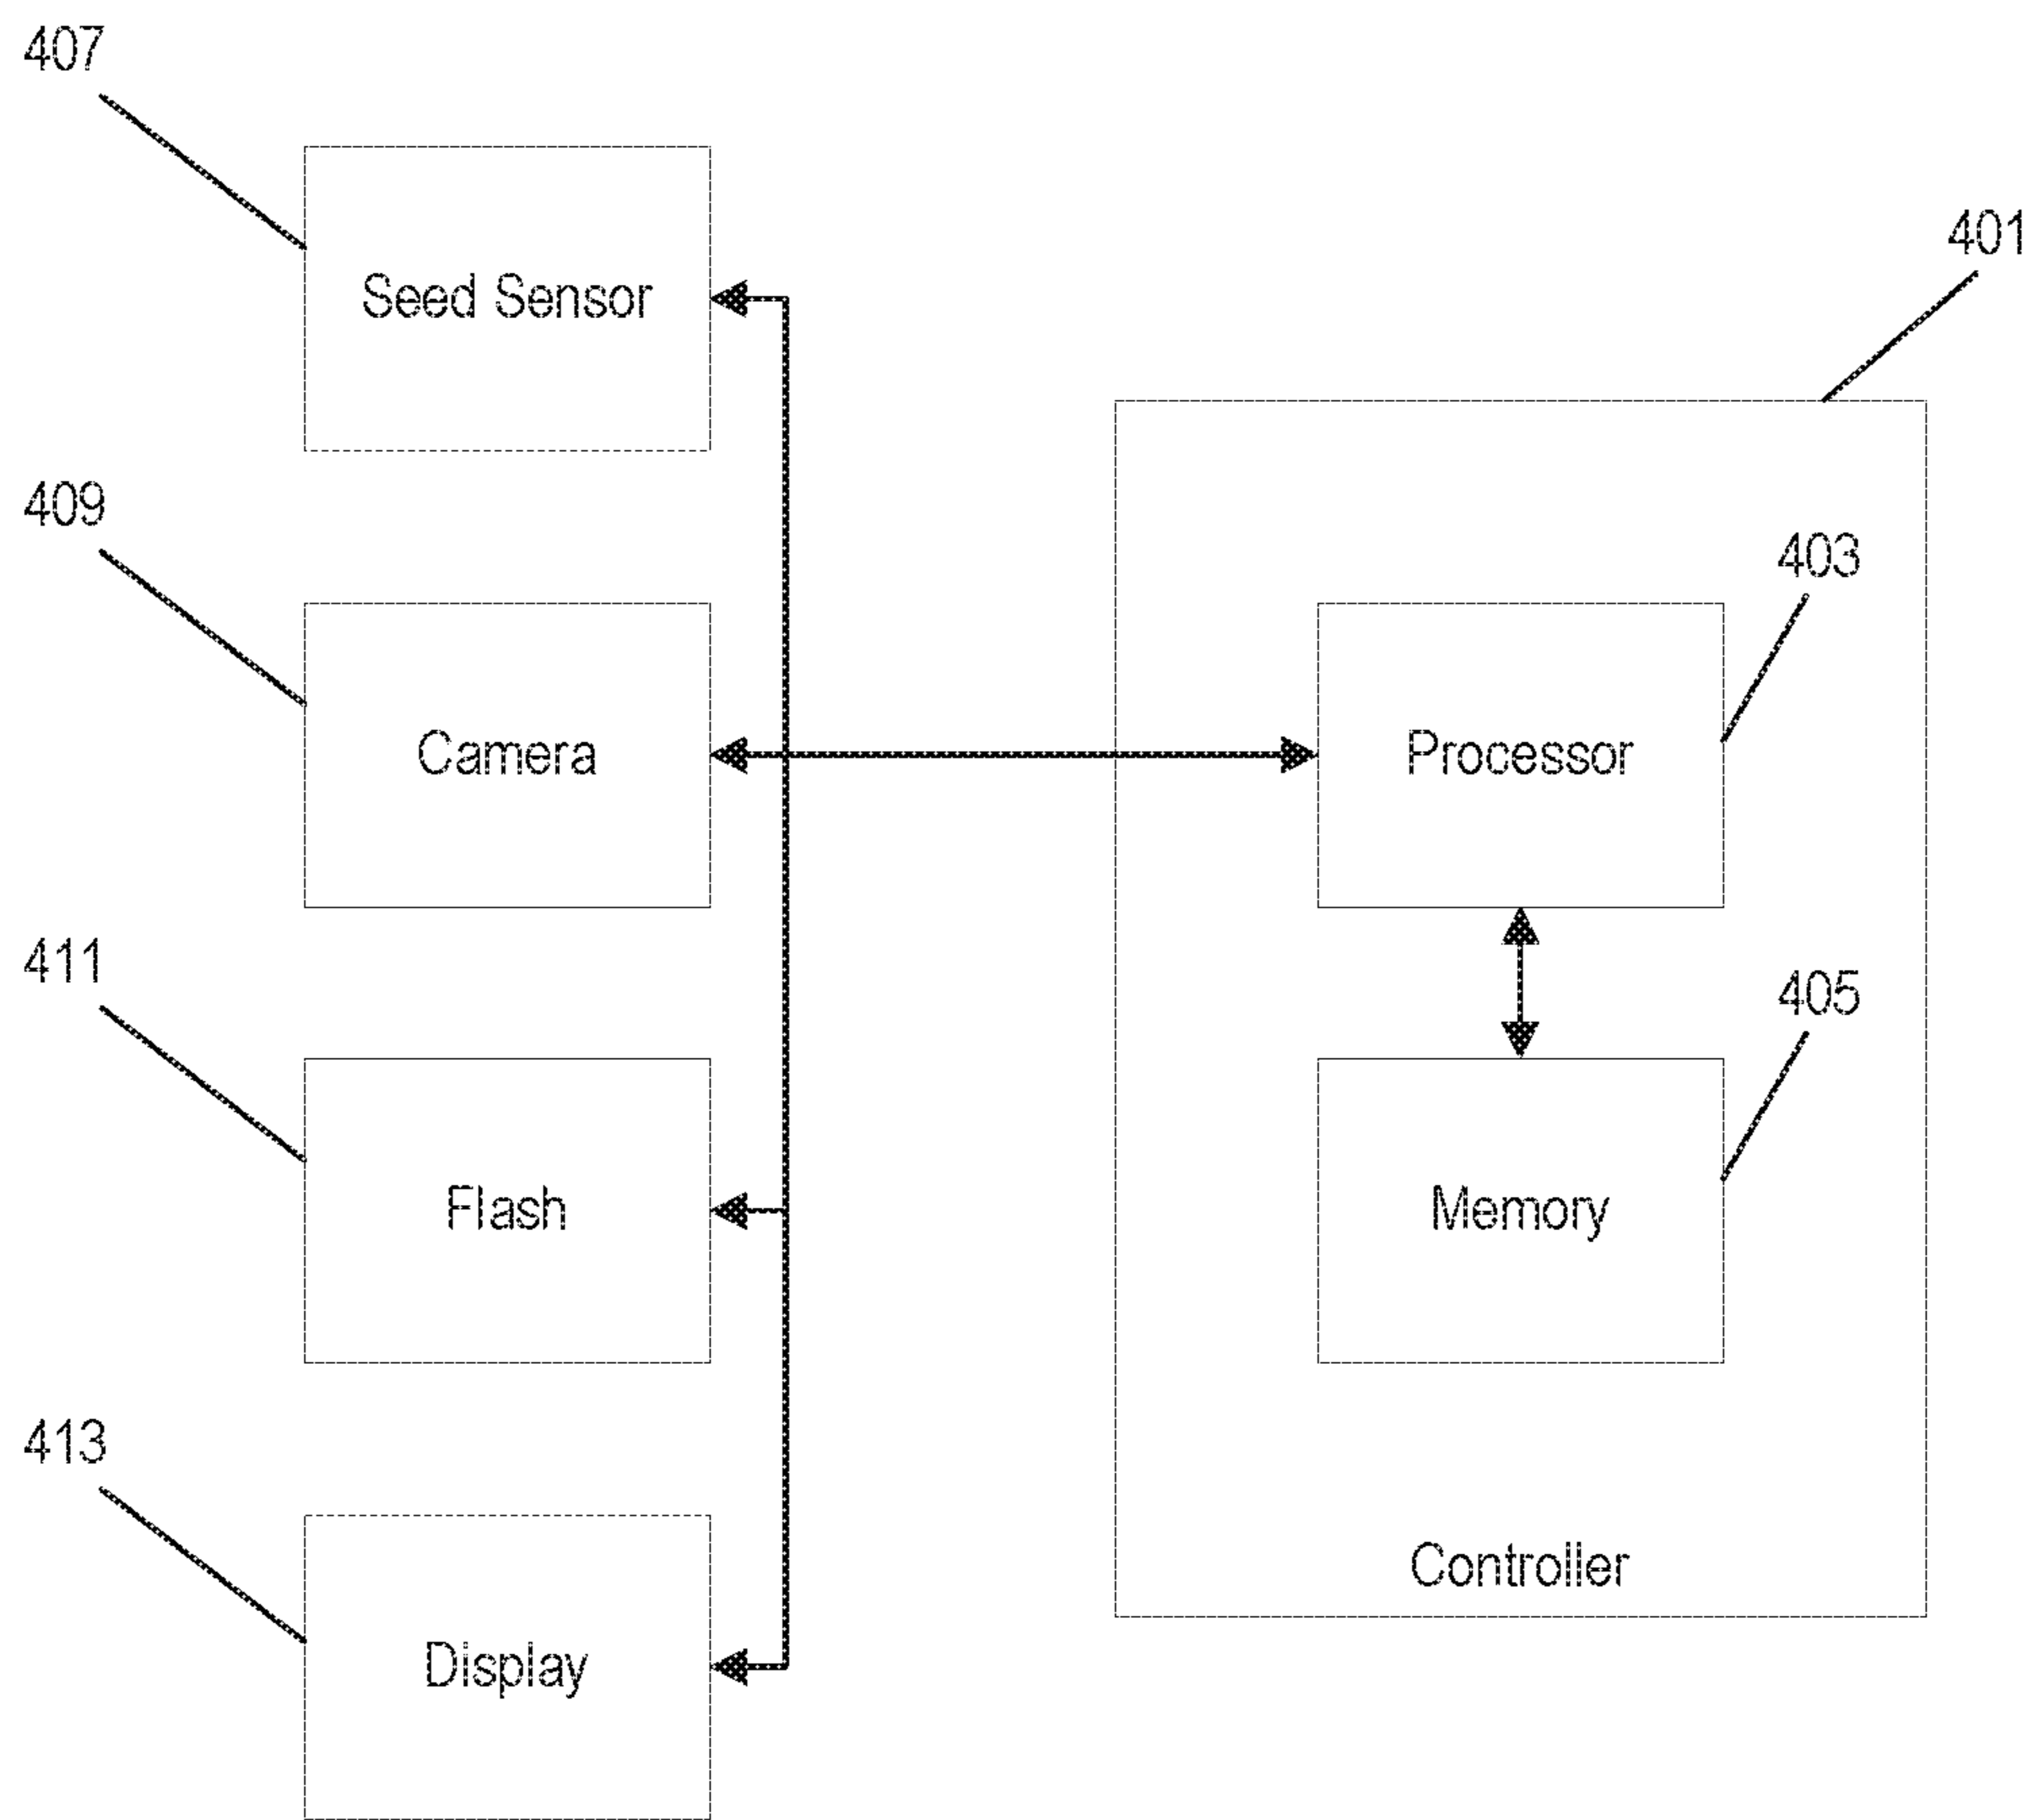 407
Seed Sensor
401
409
403
Camera
Processor
411
405
Flash
Memory
413
Controller
Display